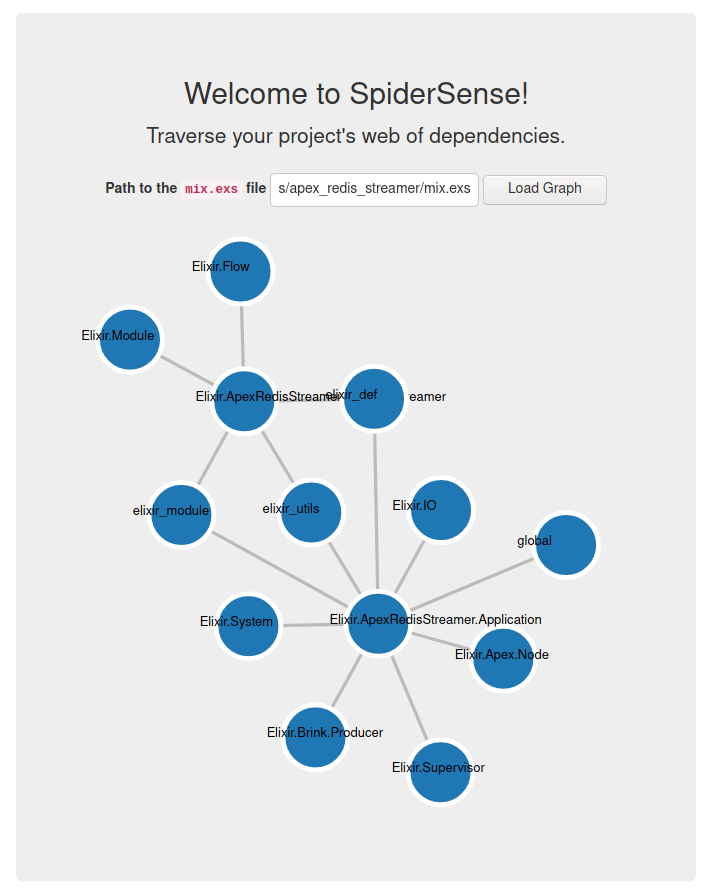 Welcome to SpiderSense!
Traverse your project's web of dependencies.
Path to the mix.exs file s/apex_redis_streamer/mix.exs Load Graph
Elixir.Flow
Elixir.Module
Elixir.ApexRedisStreamer elixir_def eamer
elixir_module
elixir_utils
Elixir.IO
global
Elixir.System
Elixir.ApexRedisStreamer.Application
Elixir.Apex.Node
Elixir.Brink.Producer
Elixir.Supervisor